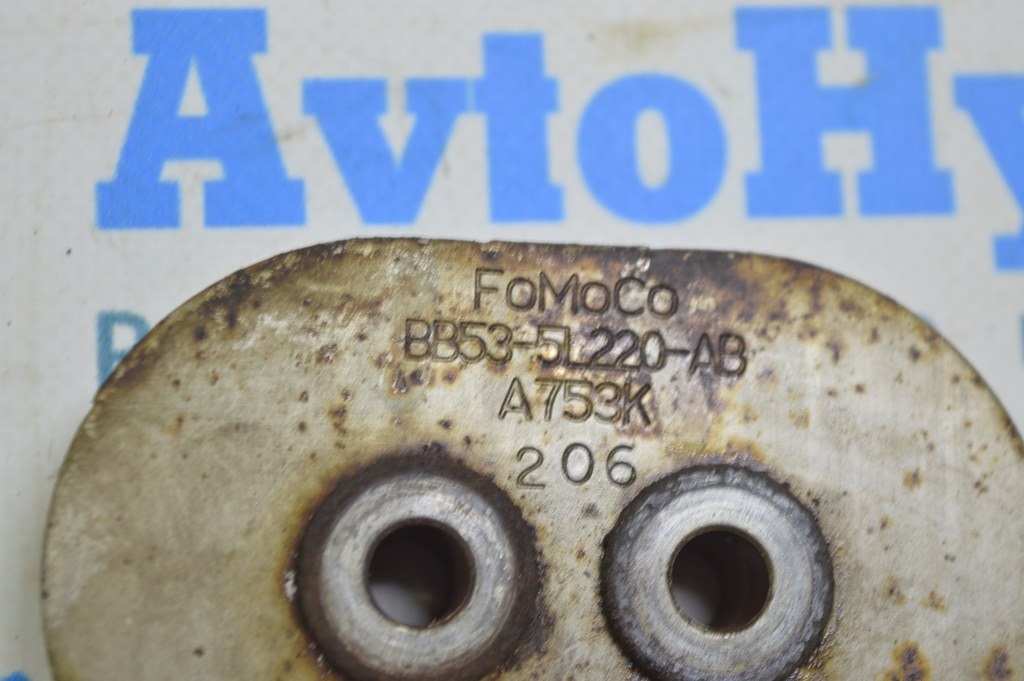 AvtoHy
FoMoCo
BB53-5L220-AB
A753K
206